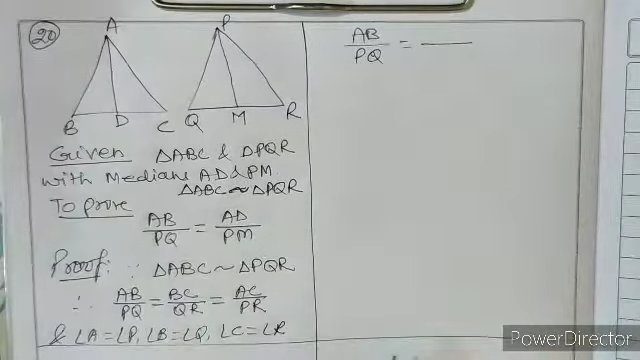 20
A
P
B D C Q M R
Given △ABC & △PQR
with Medians AD & PM
△ABC ~ △PQR
To prove
AB/PQ = AD/PM
Proof: ∵ △ABC ~ △PQR
∴ AB/PQ = BC/QR = AC/PR
& ∠A = ∠P, ∠B = ∠Q, ∠C = ∠R
AB/PQ = —
PowerDirector